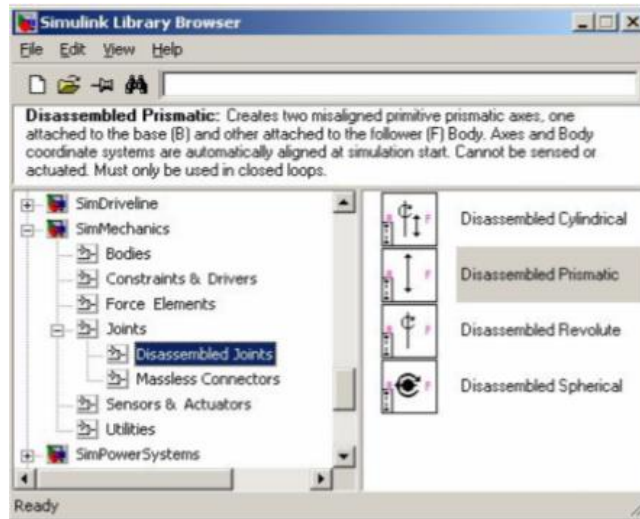 Simulink Library Browser
File Edit View Help
Disassembled Prismatic: Creates two misaligned primitive prismatic axes, one
attached to the base (B) and other attached to the follower (F) Body. Axes and Body
coordinate systems are automatically aligned at simulation start. Cannot be sensed or
actuated. Must only be used in closed loops.
SimDriveline
SimMechanics
Bodies
Constraints & Drivers
Force Elements
Joints
Disassembled Joints
Massless Connectors
Sensors & Actuators
Utilities
SimPowerSystems
F
Disassembled Cylindrical
F
Disassembled Prismatic
F
Disassembled Revolute
F
Disassembled Spherical
Ready